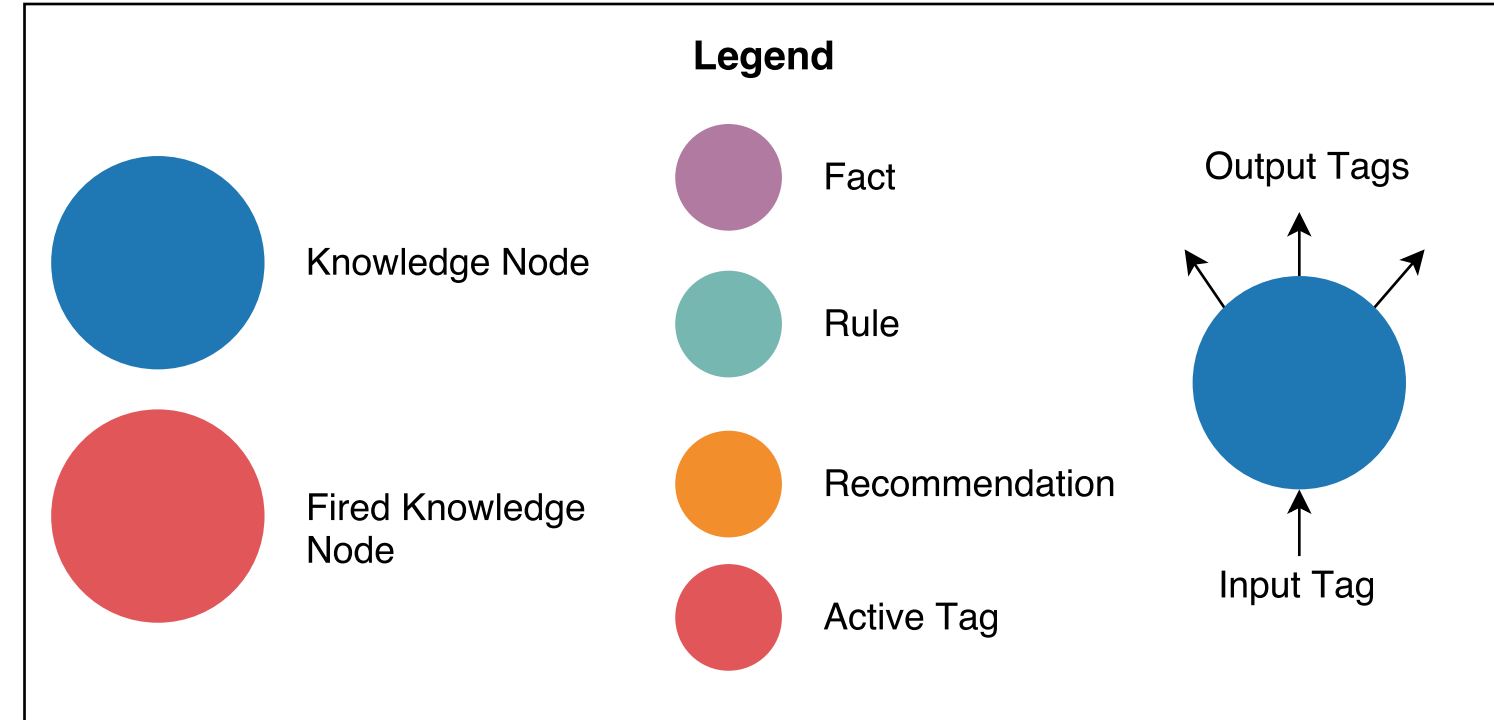 Legend
Knowledge Node
Fired Knowledge
Node
Fact
Rule
Recommendation
Active Tag
Output Tags
Input Tag